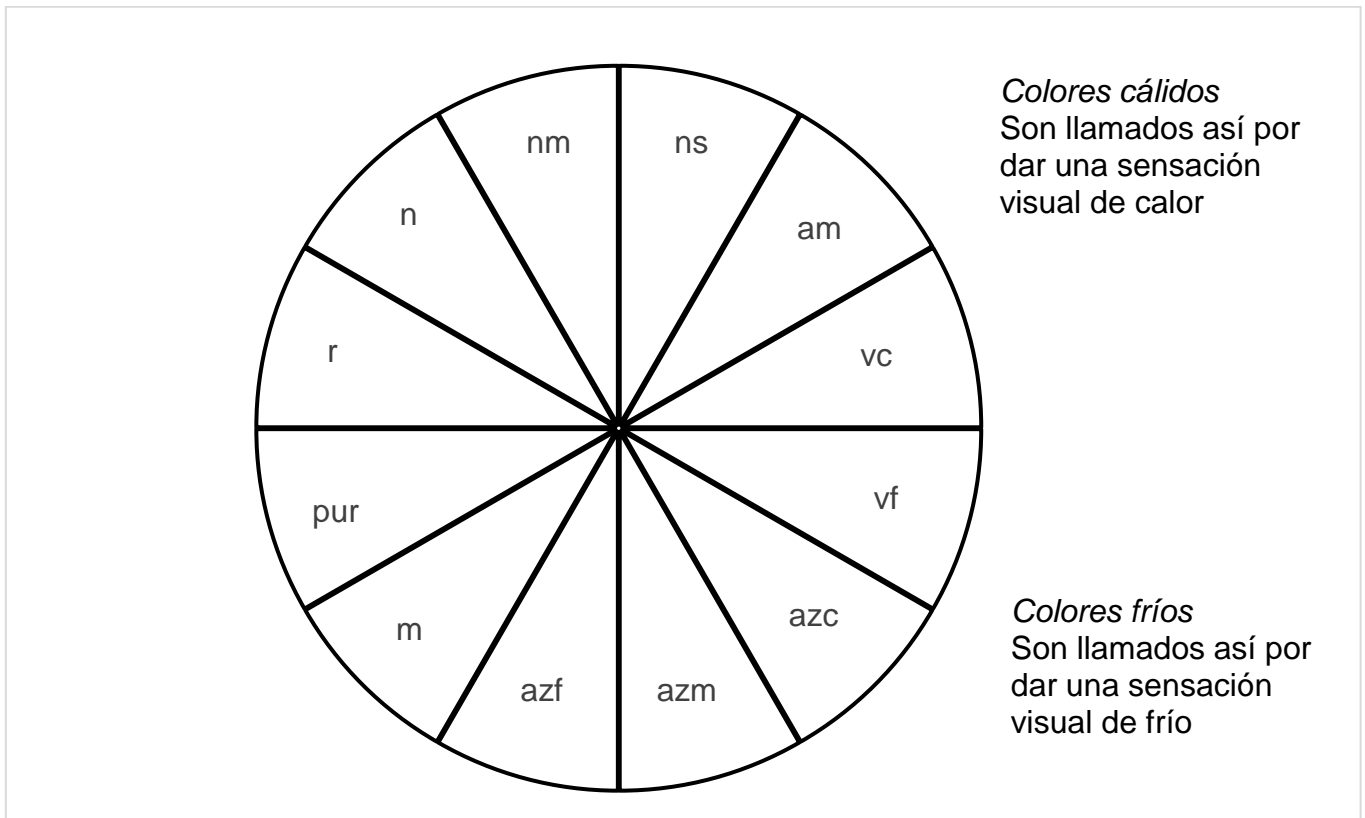 Colores cálidos
Son llamados así por
dar una sensación
visual de calor
nm
ns
n
am
r
vc
pur
vf
m
azc
azf
azm
Colores fríos
Son llamados así por
dar una sensación
visual de frío